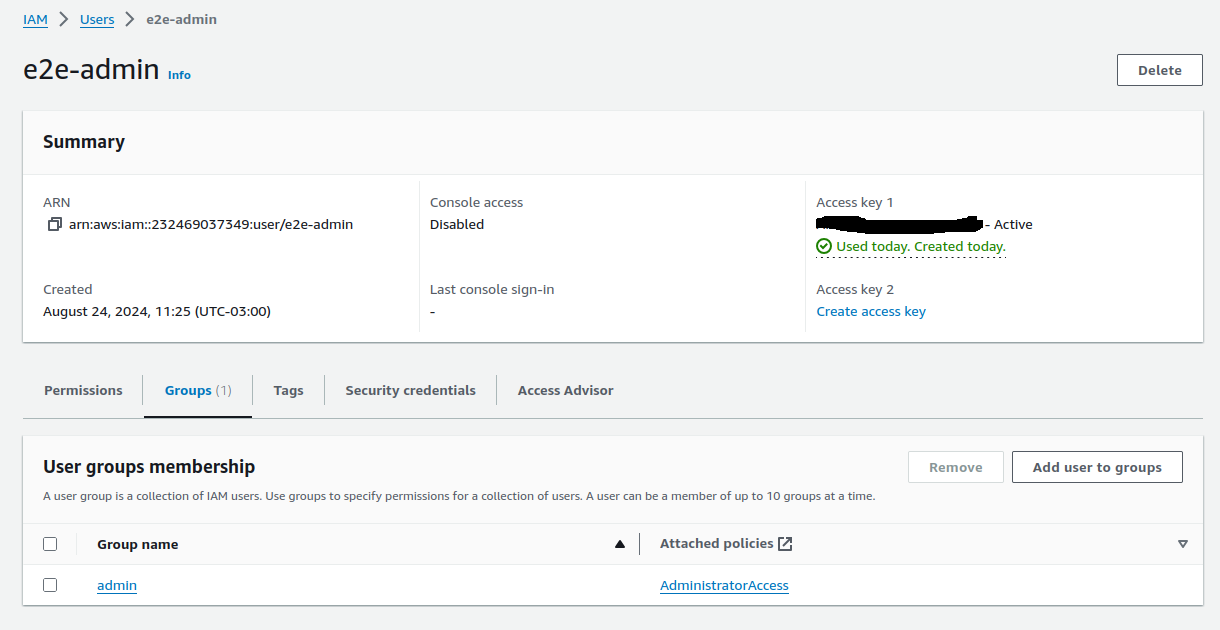 IAM > Users > e2e-admin
e2e-admin Info
Delete
Summary
ARN
arn:aws:iam::232469037349:user/e2e-admin
Console access
Disabled
Access key 1
- Active
Used today. Created today.
Created
August 24, 2024, 11:25 (UTC-03:00)
Last console sign-in
-
Access key 2
Create access key
Permissions Groups (1) Tags Security credentials Access Advisor
User groups membership
Remove Add user to groups
A user group is a collection of IAM users. Use groups to specify permissions for a collection of users. A user can be a member of up to 10 groups at a time.
Group name Attached policies
admin AdministratorAccess